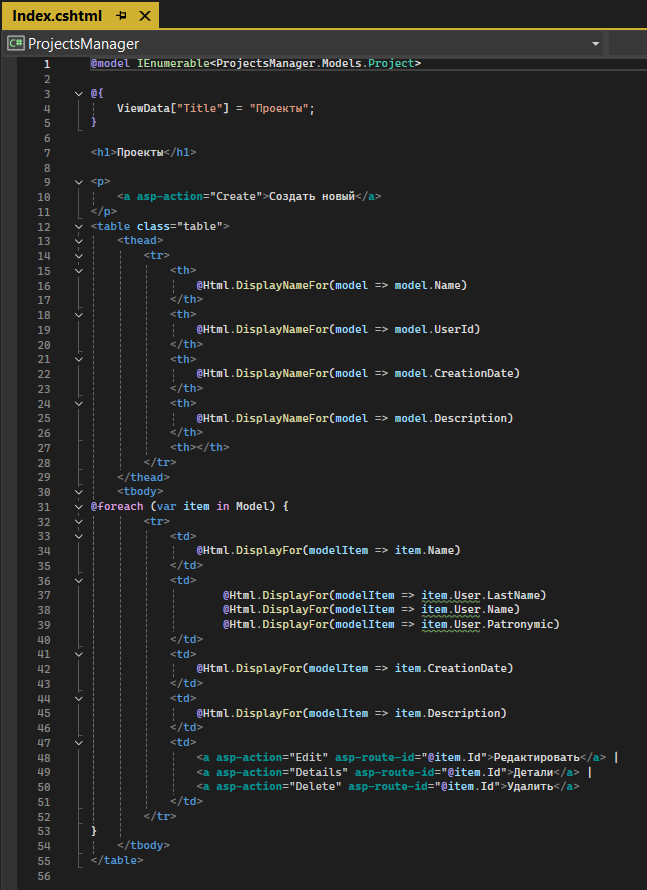 Index.cshtml
C# ProjectsManager
1 @model IEnumerable<ProjectsManager.Models.Project>
2
3 @{
4     ViewData["Title"] = "Проекты";
5 }
6
7 <h1>Проекты</h1>
8
9 <p>
10     <a asp-action="Create">Создать новый</a>
11 </p>
12 <table class="table">
13     <thead>
14         <tr>
15             <th>
16                 @Html.DisplayNameFor(model => model.Name)
17             </th>
18             <th>
19                 @Html.DisplayNameFor(model => model.UserId)
20             </th>
21             <th>
22                 @Html.DisplayNameFor(model => model.CreationDate)
23             </th>
24             <th>
25                 @Html.DisplayNameFor(model => model.Description)
26             </th>
27             <th></th>
28         </tr>
29     </thead>
30     <tbody>
31 @foreach (var item in Model) {
32         <tr>
33             <td>
34                 @Html.DisplayFor(modelItem => item.Name)
35             </td>
36             <td>
37                     @Html.DisplayFor(modelItem => item.User.LastName)
38                     @Html.DisplayFor(modelItem => item.User.Name)
39                     @Html.DisplayFor(modelItem => item.User.Patronymic)
40             </td>
41             <td>
42                 @Html.DisplayFor(modelItem => item.CreationDate)
43             </td>
44             <td>
45                 @Html.DisplayFor(modelItem => item.Description)
46             </td>
47             <td>
48                 <a asp-action="Edit" asp-route-id="@item.Id">Редактировать</a> |
49                 <a asp-action="Details" asp-route-id="@item.Id">Детали</a> |
50                 <a asp-action="Delete" asp-route-id="@item.Id">Удалить</a>
51             </td>
52         </tr>
53 }
54     </tbody>
55 </table>
56